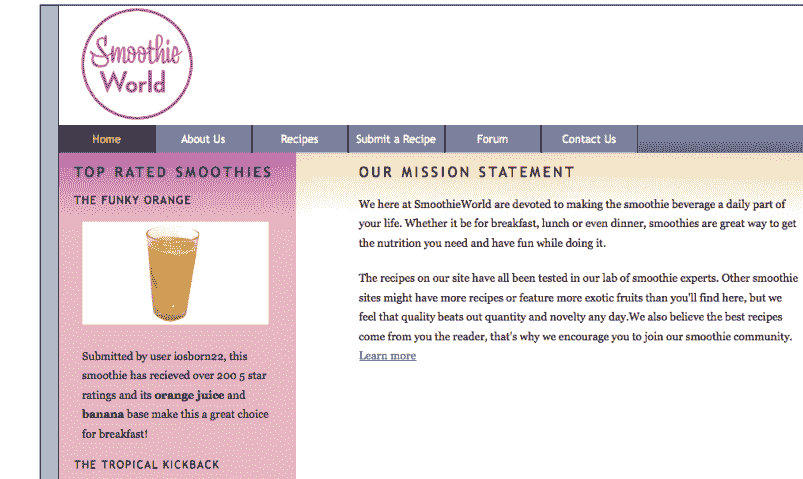 Smoothie
World
Home About Us Recipes Submit a Recipe Forum Contact Us
TOP RATED SMOOTHIES
THE FUNKY ORANGE
Submitted by user iosborn22, this
smoothie has recieved over 200 5 star
ratings and its orange juice and
banana base make this a great choice
for breakfast!
THE TROPICAL KICKBACK
OUR MISSION STATEMENT
We here at SmoothieWorld are devoted to making the smoothie beverage a daily part of
your life. Whether it be for breakfast, lunch or even dinner, smoothies are great way to get
the nutrition you need and have fun while doing it.
The recipes on our site have all been tested in our lab of smoothie experts. Other smoothie
sites might have more recipes or feature more exotic fruits than you'll find here, but we
feel that quality beats out quantity and novelty any day.We also believe the best recipes
come from you the reader, that's why we encourage you to join our smoothie community.
Learn more